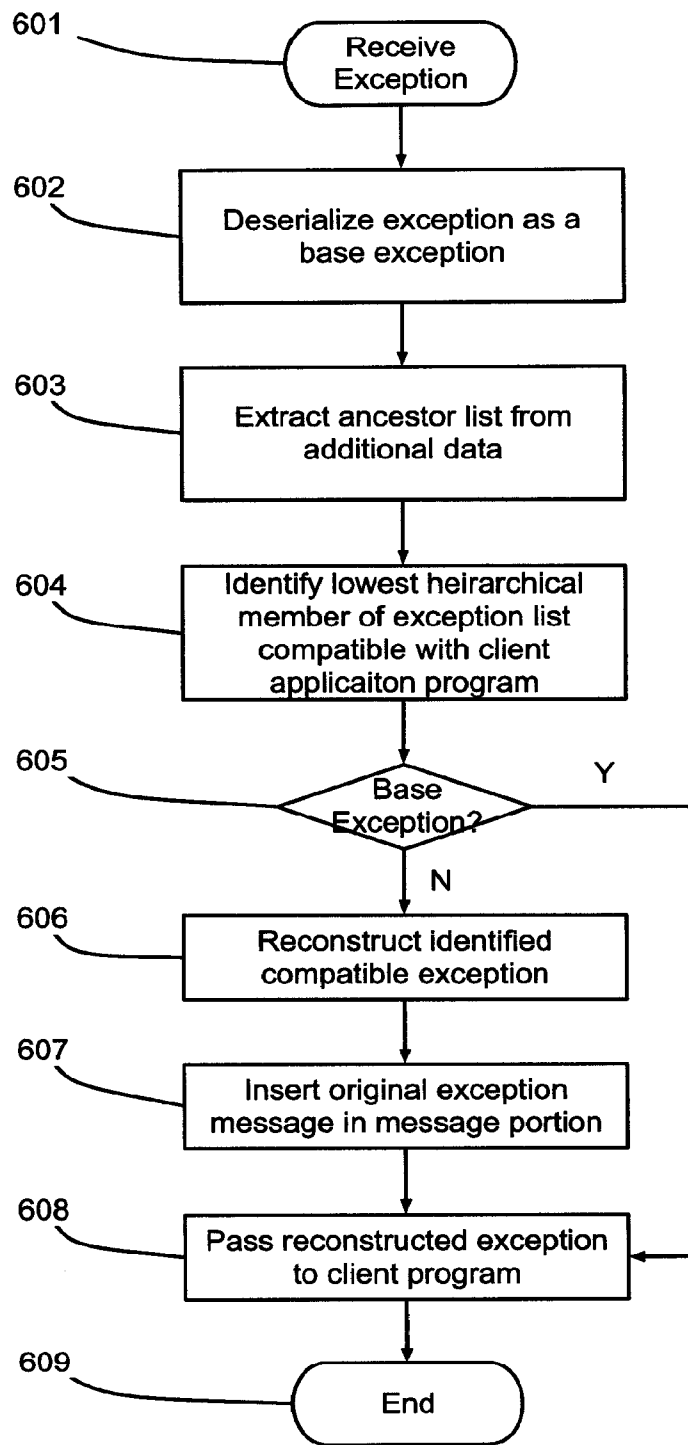 601
Receive
Exception
602
Deserialize exception as a
base exception
603
Extract ancestor list from
additional data
604
Identify lowest heirarchical
member of exception list
compatible with client
applicaiton program
605
Base
Exception?
Y
N
606
Reconstruct identified
compatible exception
607
Insert original exception
message in message portion
608
Pass reconstructed exception
to client program
609
End